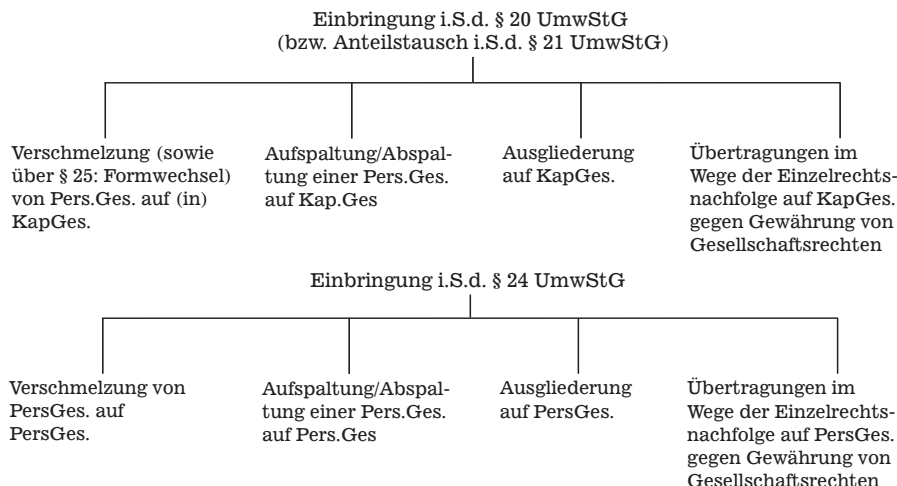 Einbringung i.S.d. § 20 UmwStG
(bzw. Anteilstausch i.S.d. § 21 UmwStG)
Verschmelzung (sowie
über § 25: Formwechsel)
von Pers.Ges. auf (in)
KapGes.
Aufspaltung/Abspal-
tung einer Pers.Ges.
auf Kap.Ges
Ausgliederung
auf KapGes.
Übertragungen im
Wege der Einzelrechts-
nachfolge auf KapGes.
gegen Gewährung von
Gesellschaftsrechten
Einbringung i.S.d. § 24 UmwStG
Verschmelzung von
PersGes. auf
PersGes.
Aufspaltung/Abspal-
tung einer Pers.Ges.
auf Pers.Ges
Ausgliederung
auf PersGes.
Übertragungen im
Wege der Einzelrechts-
nachfolge auf PersGes.
gegen Gewährung von
Gesellschaftsrechten